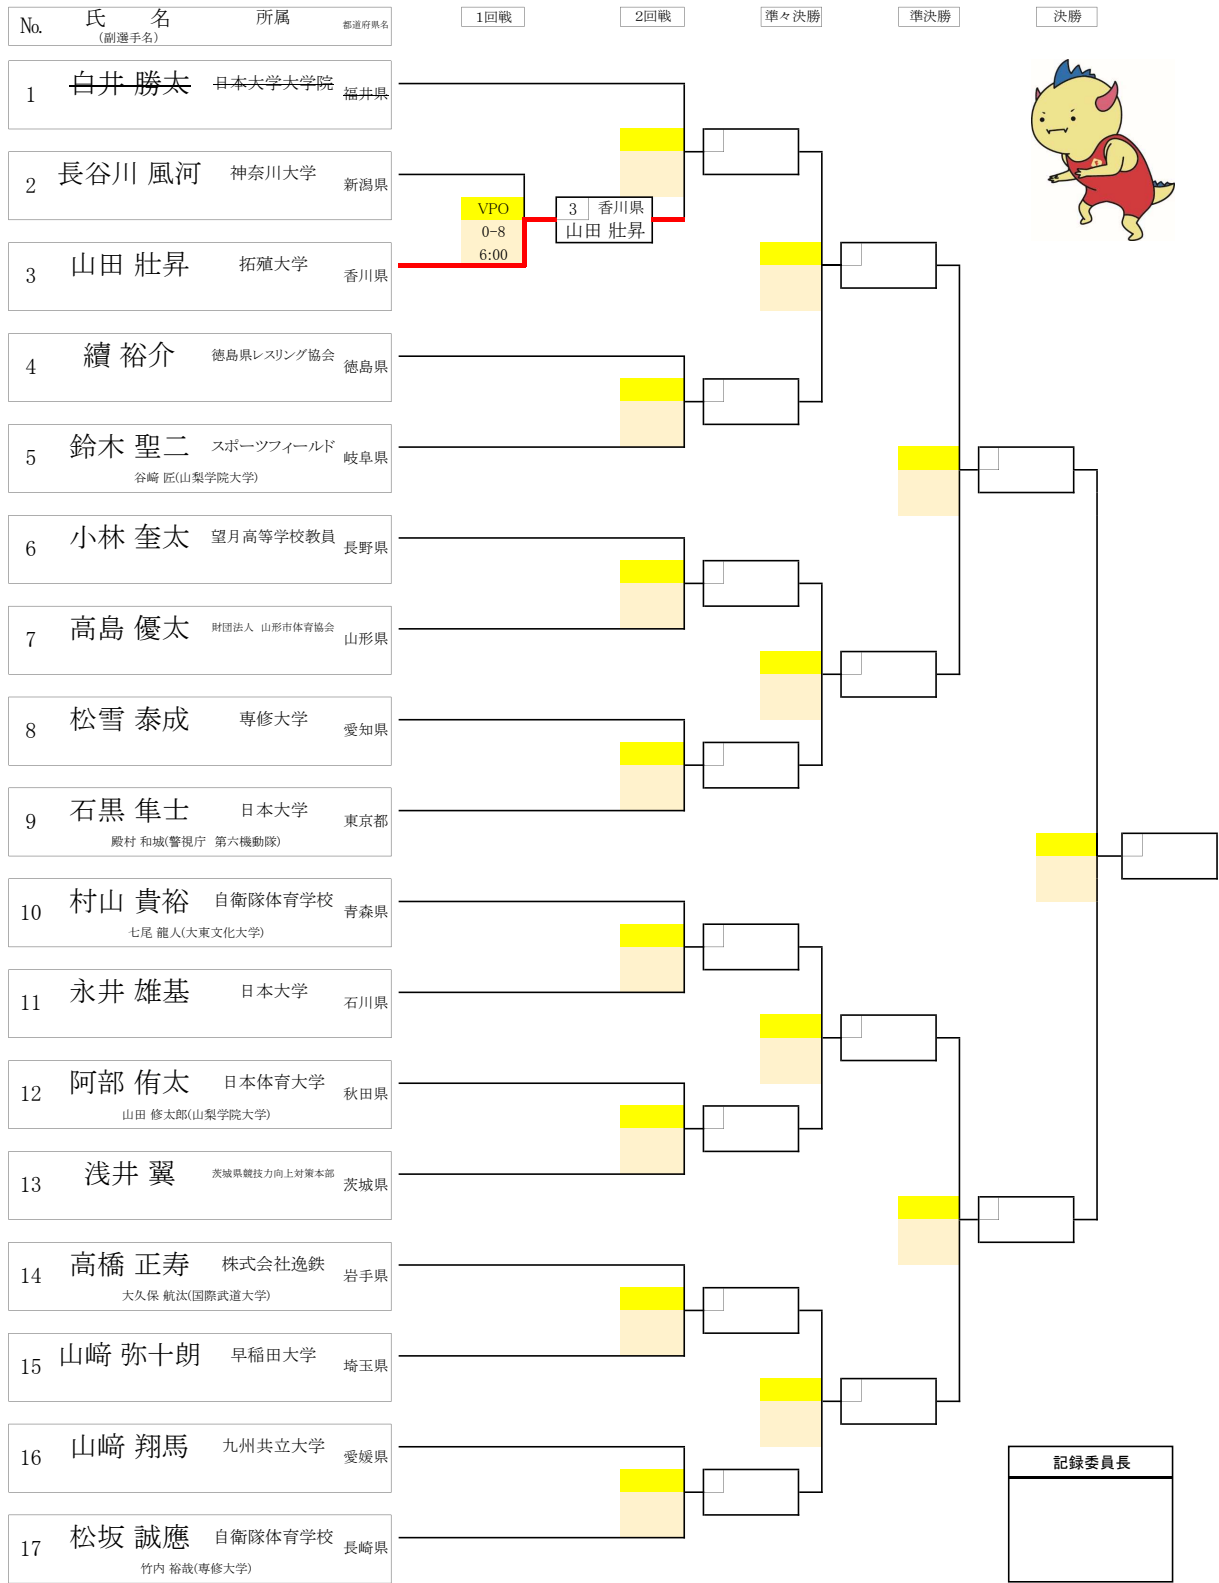 No. 氏 名 所属 都道府県名 1回戦 2回戦 準々決勝 準決勝 決勝
(副選手名)
1 白井 勝太 日本大学大学院 福井県
2 長谷川 風河 神奈川大学 新潟県
VPO 3 香川県
0-8 山田 壯昇
6:00
3 山田 壯昇 拓殖大学 香川県
4 續 裕介 徳島県レスリング協会 徳島県
5 鈴木 聖二 スポーツフィールド 岐阜県
谷﨑 匠(山梨学院大学)
6 小林 奎太 望月高等学校教員 長野県
7 高島 優太 財団法人 山形市体育協会 山形県
8 松雪 泰成 専修大学 愛知県
9 石黒 隼士 日本大学 東京都
殿村 和城(警視庁 第六機動隊)
10 村山 貴裕 自衛隊体育学校 青森県
七尾 龍人(大東文化大学)
11 永井 雄基 日本大学 石川県
12 阿部 侑太 日本体育大学 秋田県
山田 修太郎(山梨学院大学)
13 浅井 翼 茨城県競技力向上対策本部 茨城県
14 高橋 正寿 株式会社逸鉄 岩手県
大久保 航汰(国際武道大学)
15 山﨑 弥十朗 早稲田大学 埼玉県
16 山﨑 翔馬 九州共立大学 愛媛県
記録委員長
17 松坂 誠應 自衛隊体育学校 長崎県
竹内 裕哉(専修大学)